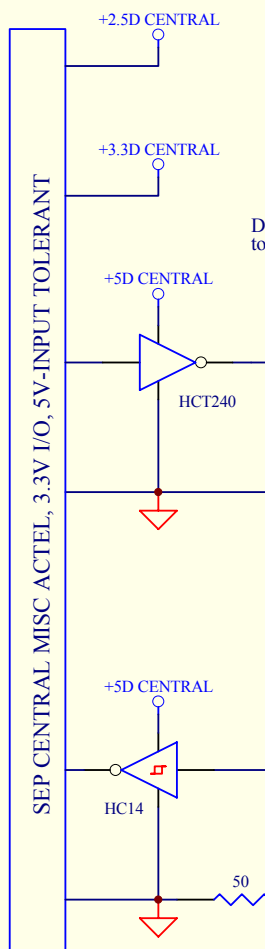 +2.5D CENTRAL
+3.3D CENTRAL
D
to
+5D CENTRAL
HCT240
SEP CENTRAL MISC ACTEL, 3.3V I/O, 5V-INPUT TOLERANT
+5D CENTRAL
HC14
50